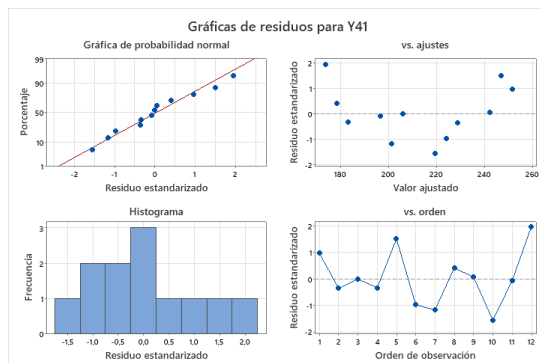 Gráficas de residuos para Y41
Gráfica de probabilidad normal
Porcentaje
99
90
50
10
1
-2 -1 0 1 2
Residuo estandarizado
vs. ajustes
Residuo estandarizado
2
1
0
-1
-2
180 200 220 240 260
Valor ajustado
Histograma
Frecuencia
3
2
1
0
-1.5 -1.0 -0.5 0.0 0.5 1.0 1.5 2.0
Residuo estandarizado
vs. orden
Residuo estandarizado
2
1
0
-1
-2
1 2 3 4 5 6 7 8 9 10 11 12
Orden de observación